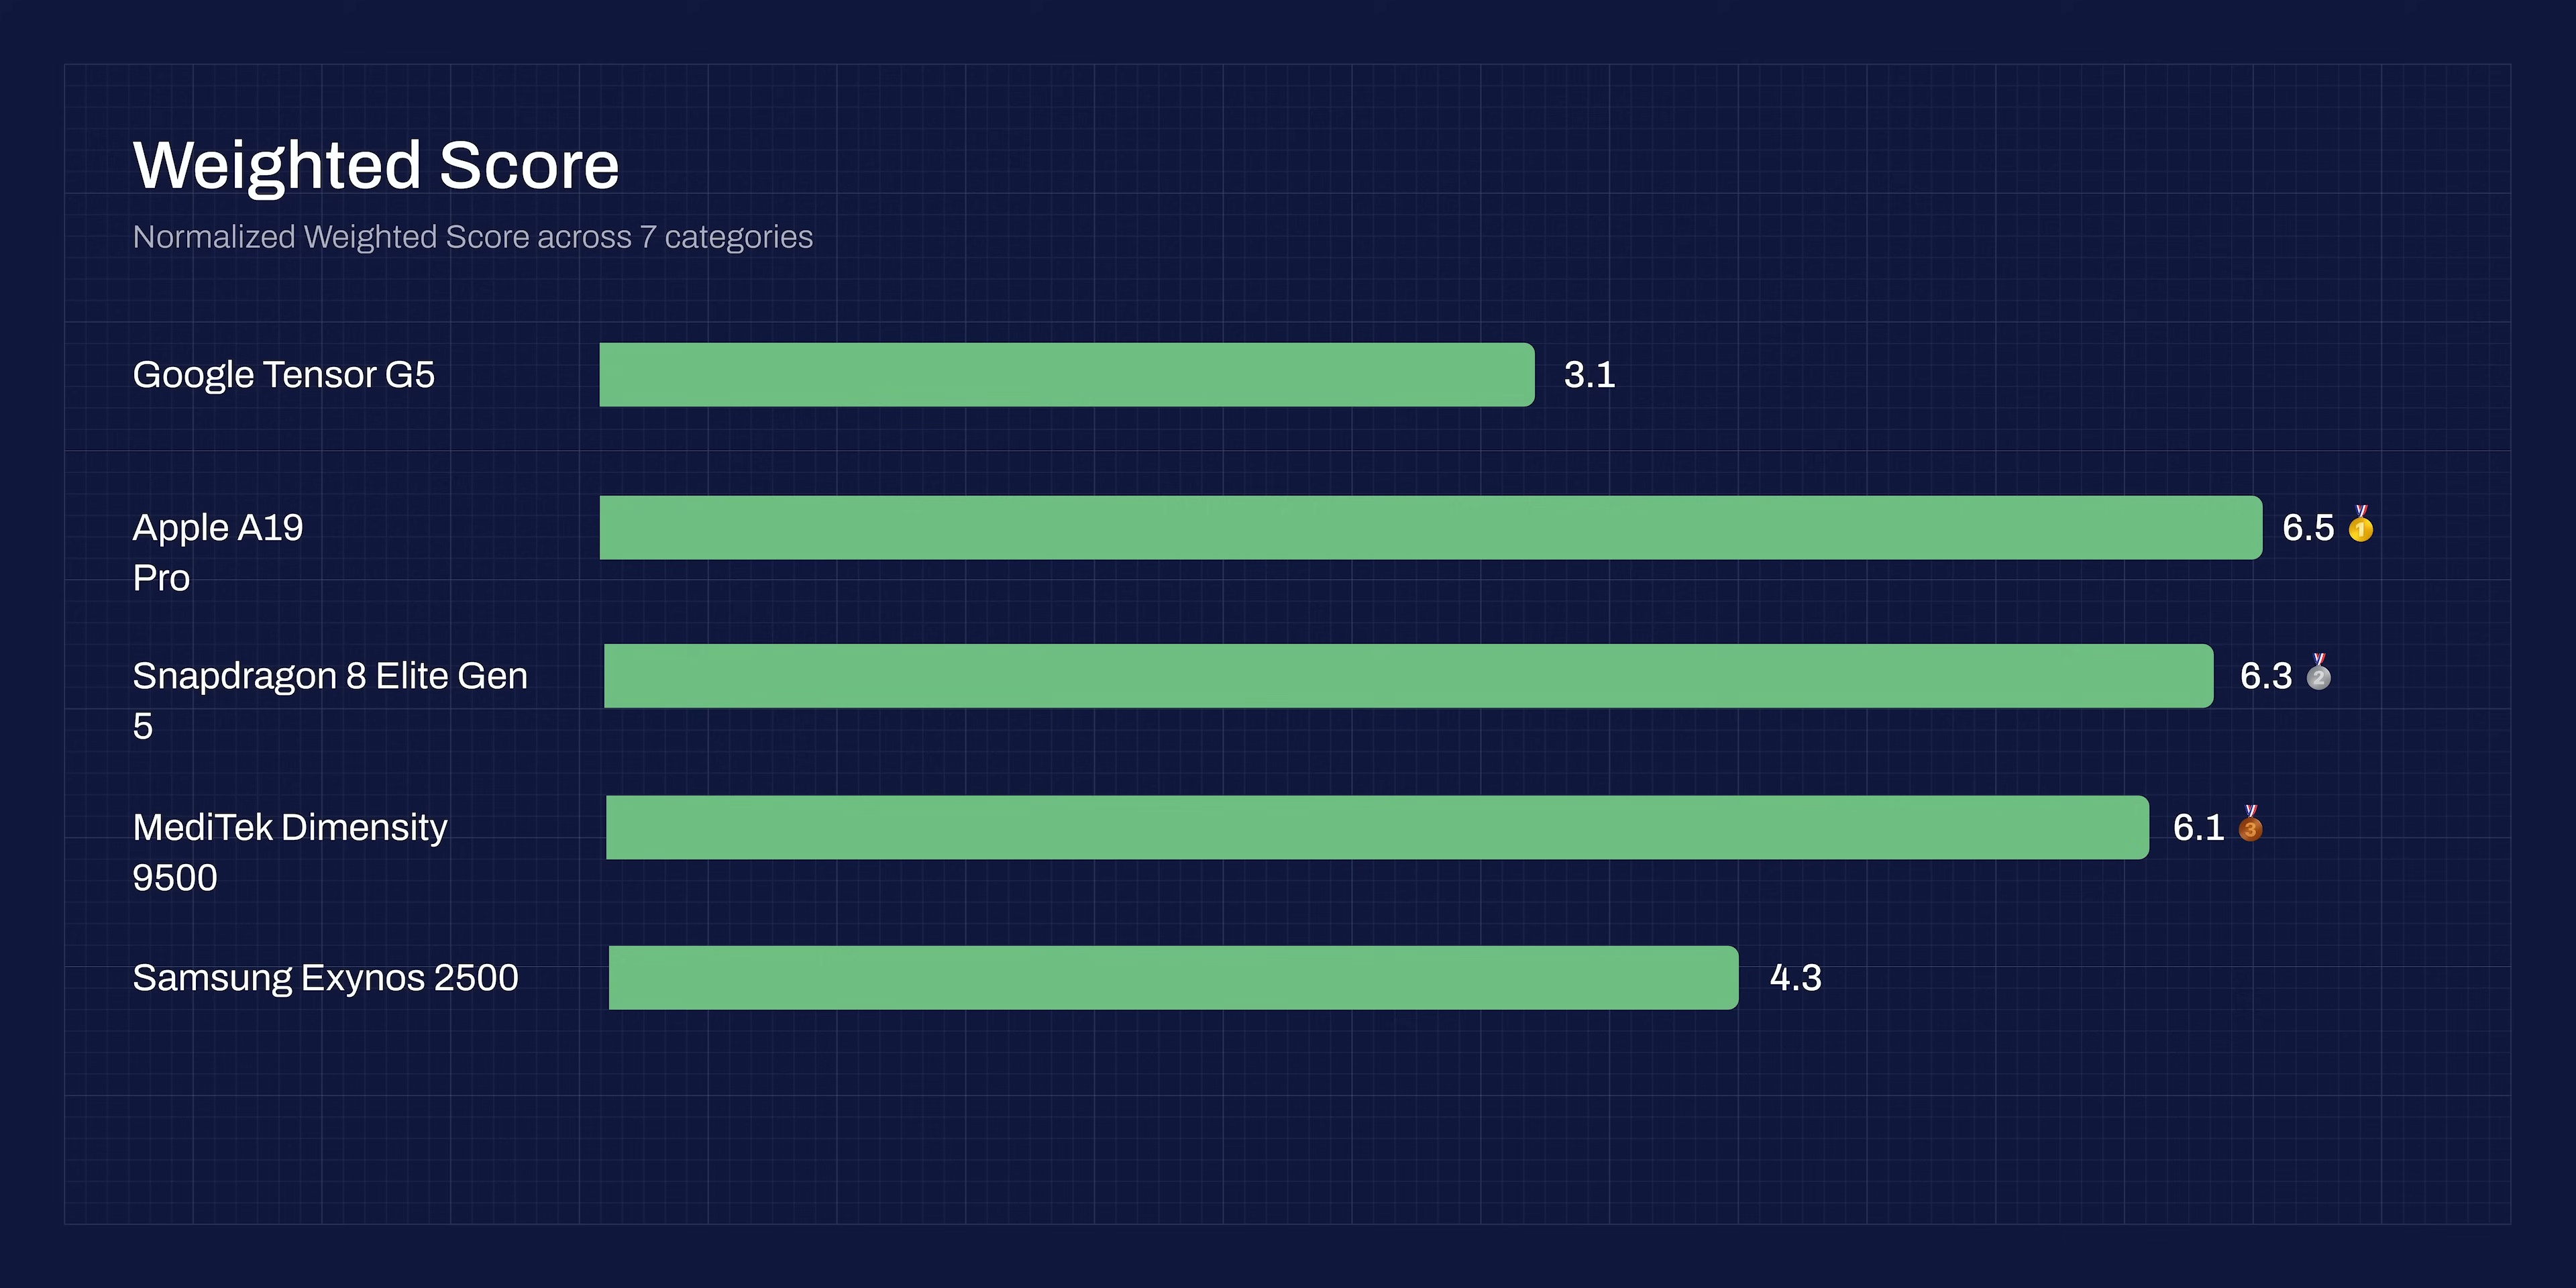 Weighted Score
Normalized Weighted Score across 7 categories
Google Tensor G5
3.1
Apple A19
Pro
6.5 🥇
Snapdragon 8 Elite Gen
5
6.3 🥈
MediTek Dimensity
9500
6.1 🥉
Samsung Exynos 2500
4.3